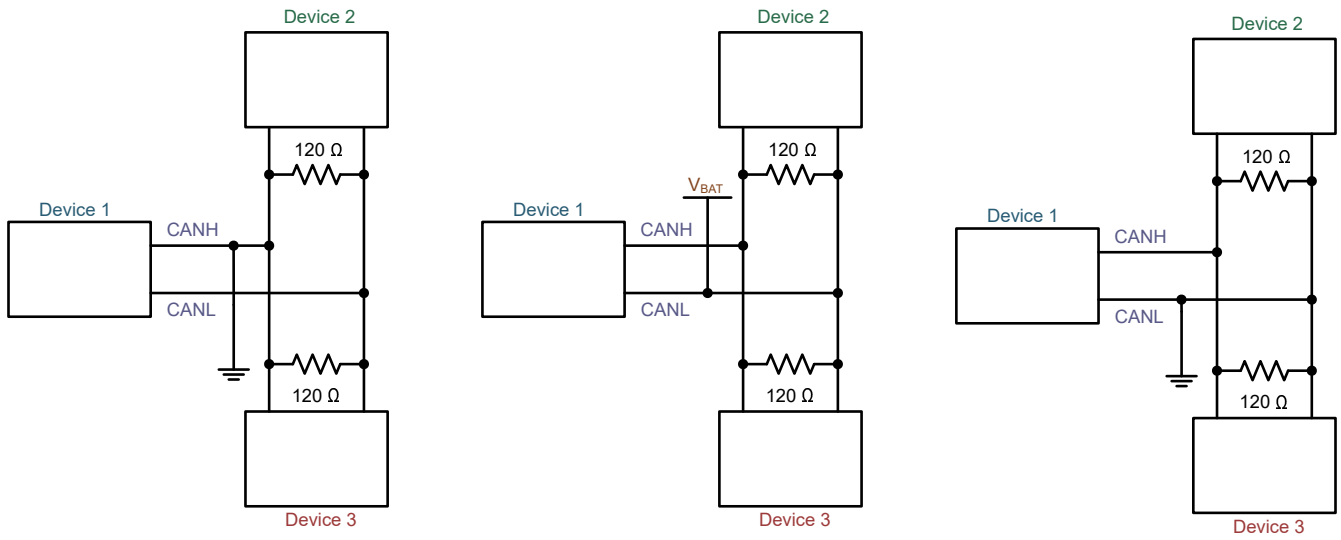 Device 2
120 Ω
Device 1
CANH
CANL
120 Ω
Device 3
Device 2
120 Ω
VBAT
Device 1
CANH
CANL
120 Ω
Device 3
Device 2
120 Ω
Device 1
CANH
CANL
120 Ω
Device 3